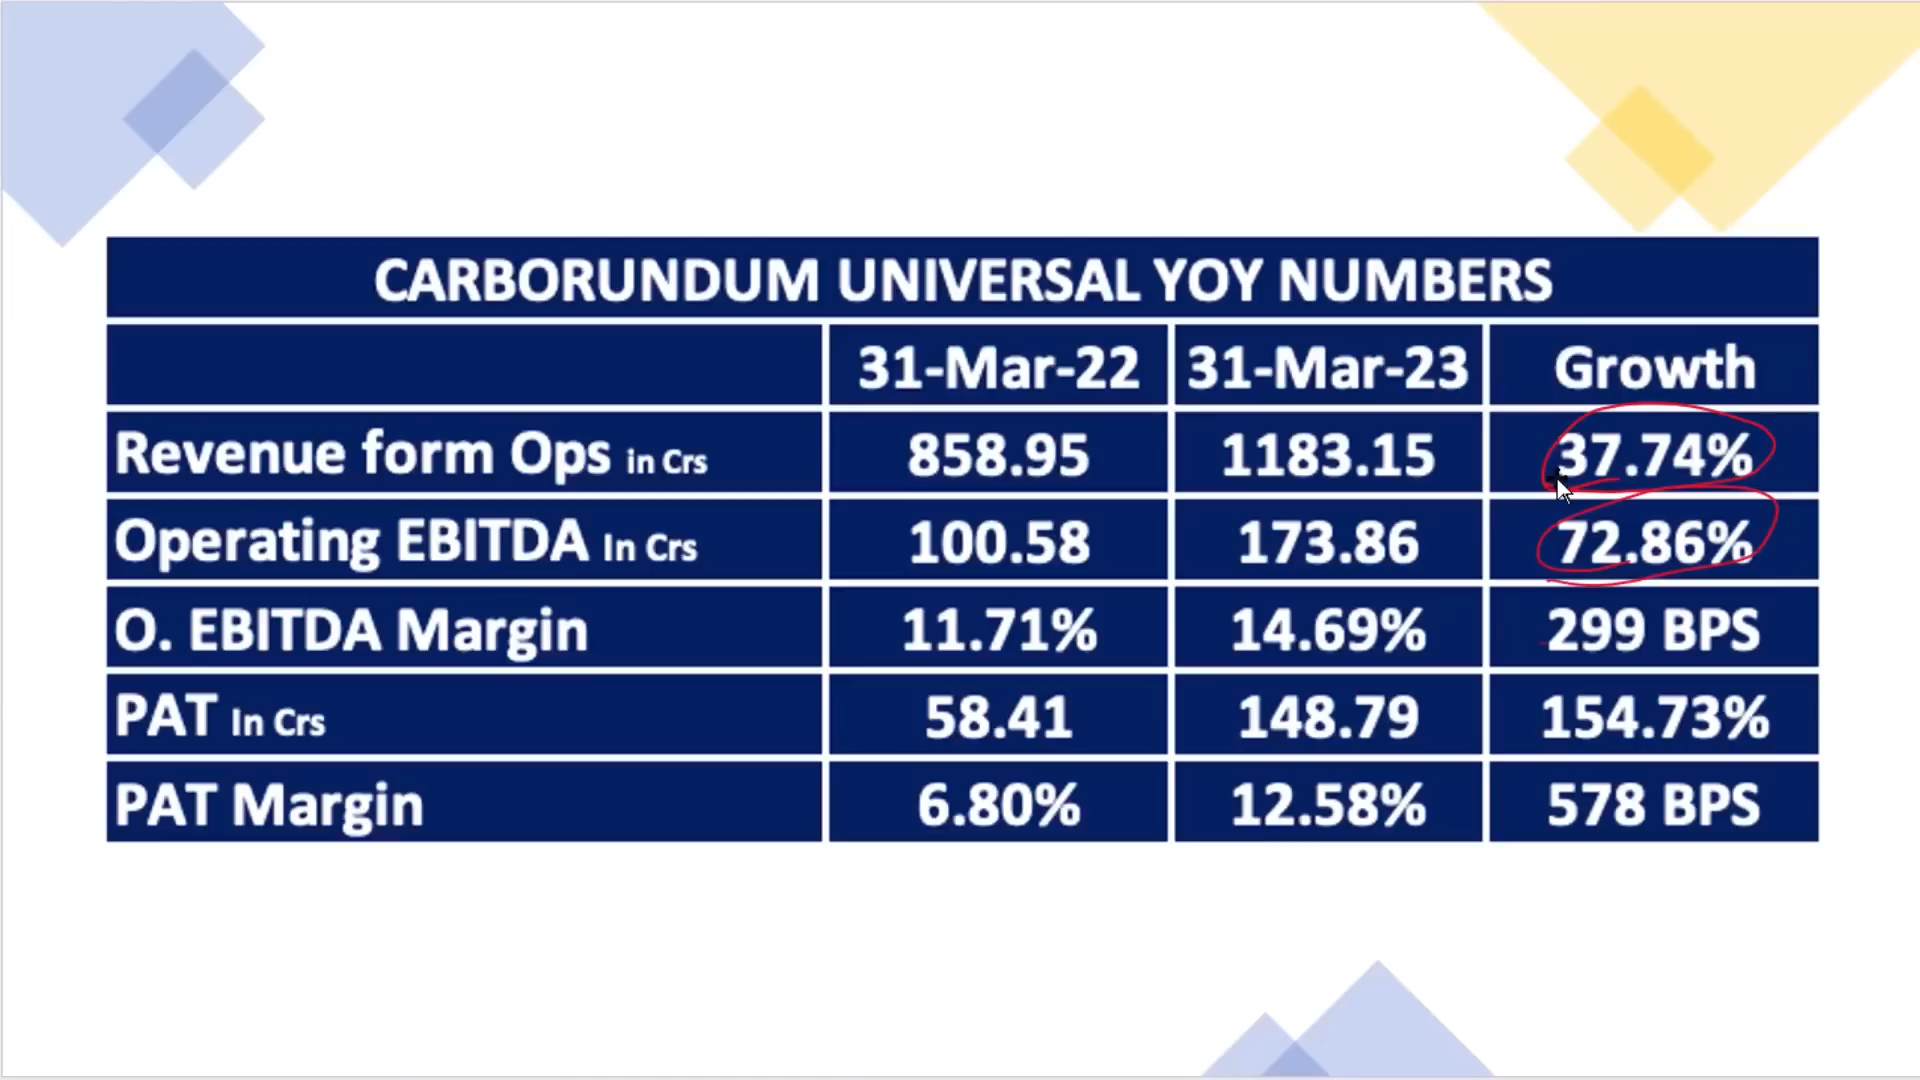 CARBORUNDUM UNIVERSAL YOY NUMBERS
31-Mar-22 31-Mar-23 Growth
Revenue form Ops in Crs 858.95 1183.15 37.74%
Operating EBITDA In Crs 100.58 173.86 72.86%
O. EBITDA Margin 11.71% 14.69% 299 BPS
PAT In Crs 58.41 148.79 154.73%
PAT Margin 6.80% 12.58% 578 BPS